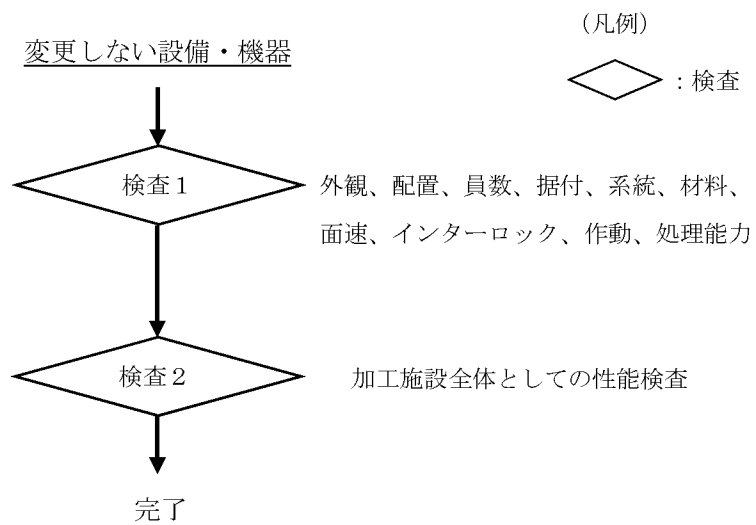 （凡例）
変更しない設備・機器
：検査
検査１
外観、配置、員数、据付、系統、材料、
面速、インターロック、作動、処理能力
検査２
加工施設全体としての性能検査
完了